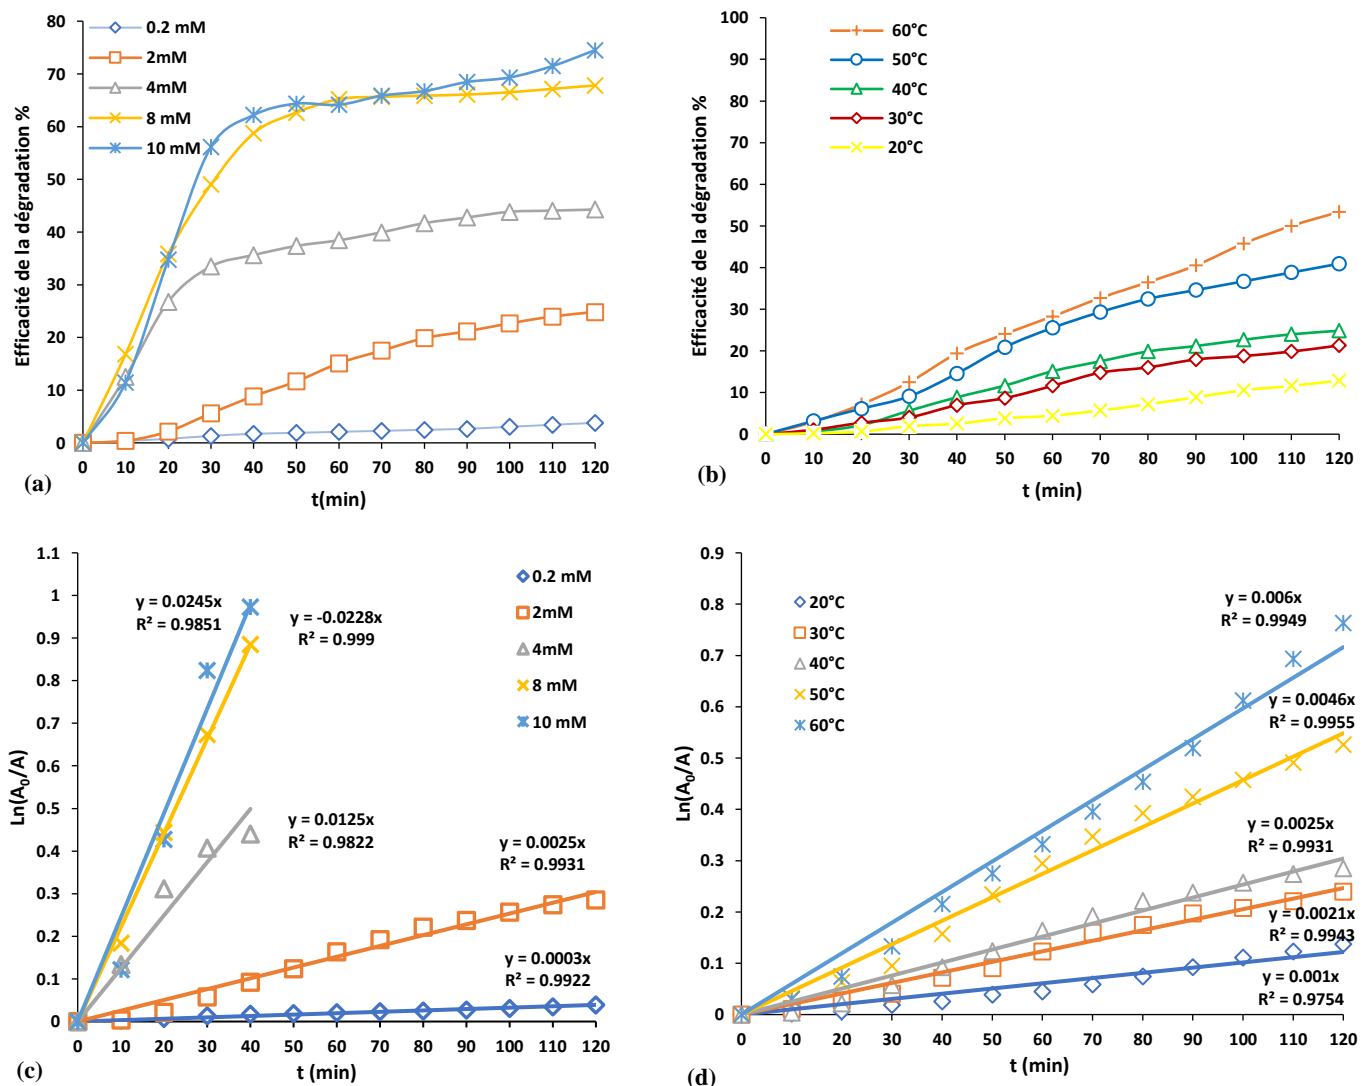 80
70
60
50
40
30
20
10
0
Efficacité de la dégradation %
0.2 mM
2mM
4mM
8 mM
10 mM
0 10 20 30 40 50 60 70 80 90 100 110 120
t(min)
(a)
100
90
80
70
60
50
40
30
20
10
0
Efficacité de la dégradation %
60°C
50°C
40°C
30°C
20°C
0 10 20 30 40 50 60 70 80 90 100 110 120
t (min)
(b)
1.1
1
0.9
0.8
0.7
0.6
0.5
0.4
0.3
0.2
0.1
0
Ln(A₀/A)
y = 0.0245x
R² = 0.9851
y = -0.0228x
R² = 0.999
0.2 mM
2mM
4mM
8 mM
10 mM
y = 0.0125x
R² = 0.9822
y = 0.0025x
R² = 0.9931
y = 0.0003x
R² = 0.9922
0 10 20 30 40 50 60 70 80 90 100 110 120
t (min)
(c)
0.9
0.8
0.7
0.6
0.5
0.4
0.3
0.2
0.1
0
Ln(A₀/A)
20°C
30°C
40°C
50°C
60°C
y = 0.006x
R² = 0.9949
y = 0.0046x
R² = 0.9955
y = 0.0025x
R² = 0.9931
y = 0.0021x
R² = 0.9943
y = 0.001x
R² = 0.9754
0 10 20 30 40 50 60 70 80 90 100 110 120
t (min)
(d)